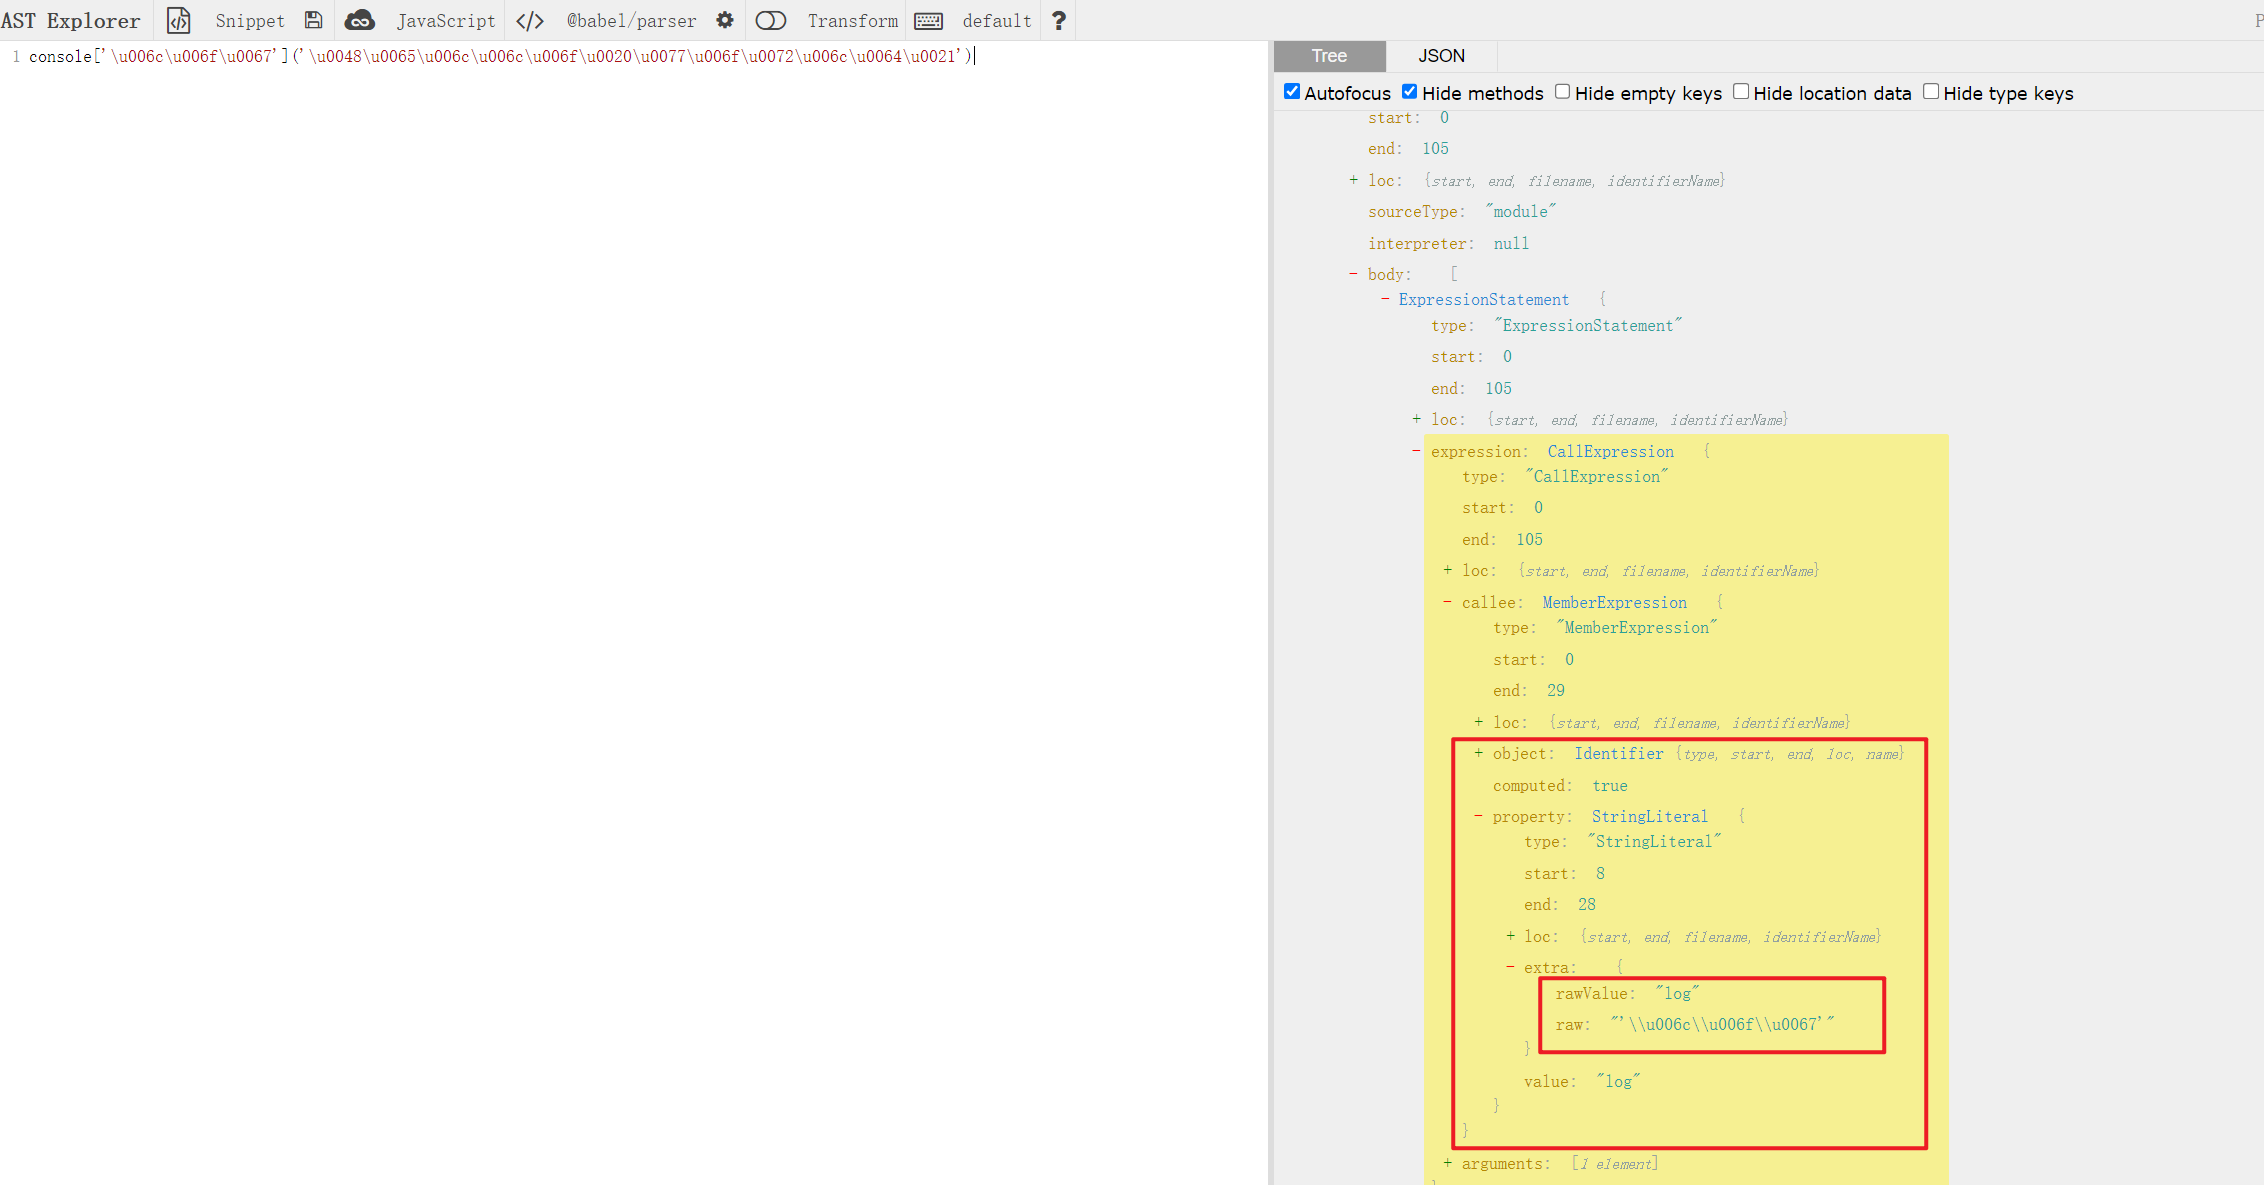 AST Explorer Snippet JavaScript </> @babel/parser Transform default ?
1 console['\u006c\u006f\u0067']('\u0048\u0065\u006c\u006c\u006f\u0020\u0077\u006f\u0072\u006c\u0064\u0021')
Tree JSON
Autofocus Hide methods Hide empty keys Hide location data Hide type keys
start: 0
end: 105
+ loc: {start, end, filename, identifierName}
sourceType: "module"
interpreter: null
- body: [
- ExpressionStatement {
type: "ExpressionStatement"
start: 0
end: 105
+ loc: {start, end, filename, identifierName}
- expression: CallExpression {
type: "CallExpression"
start: 0
end: 105
+ loc: {start, end, filename, identifierName}
- callee: MemberExpression {
type: "MemberExpression"
start: 0
end: 29
+ loc: {start, end, filename, identifierName}
+ object: Identifier {type, start, end, loc, name}
computed: true
- property: StringLiteral {
type: "StringLiteral"
start: 8
end: 28
+ loc: {start, end, filename, identifierName}
- extra: {
rawValue: "log"
raw: "'\\u006c\\u006f\\u0067'"
}
value: "log"
}
}
+ arguments: [1 element]